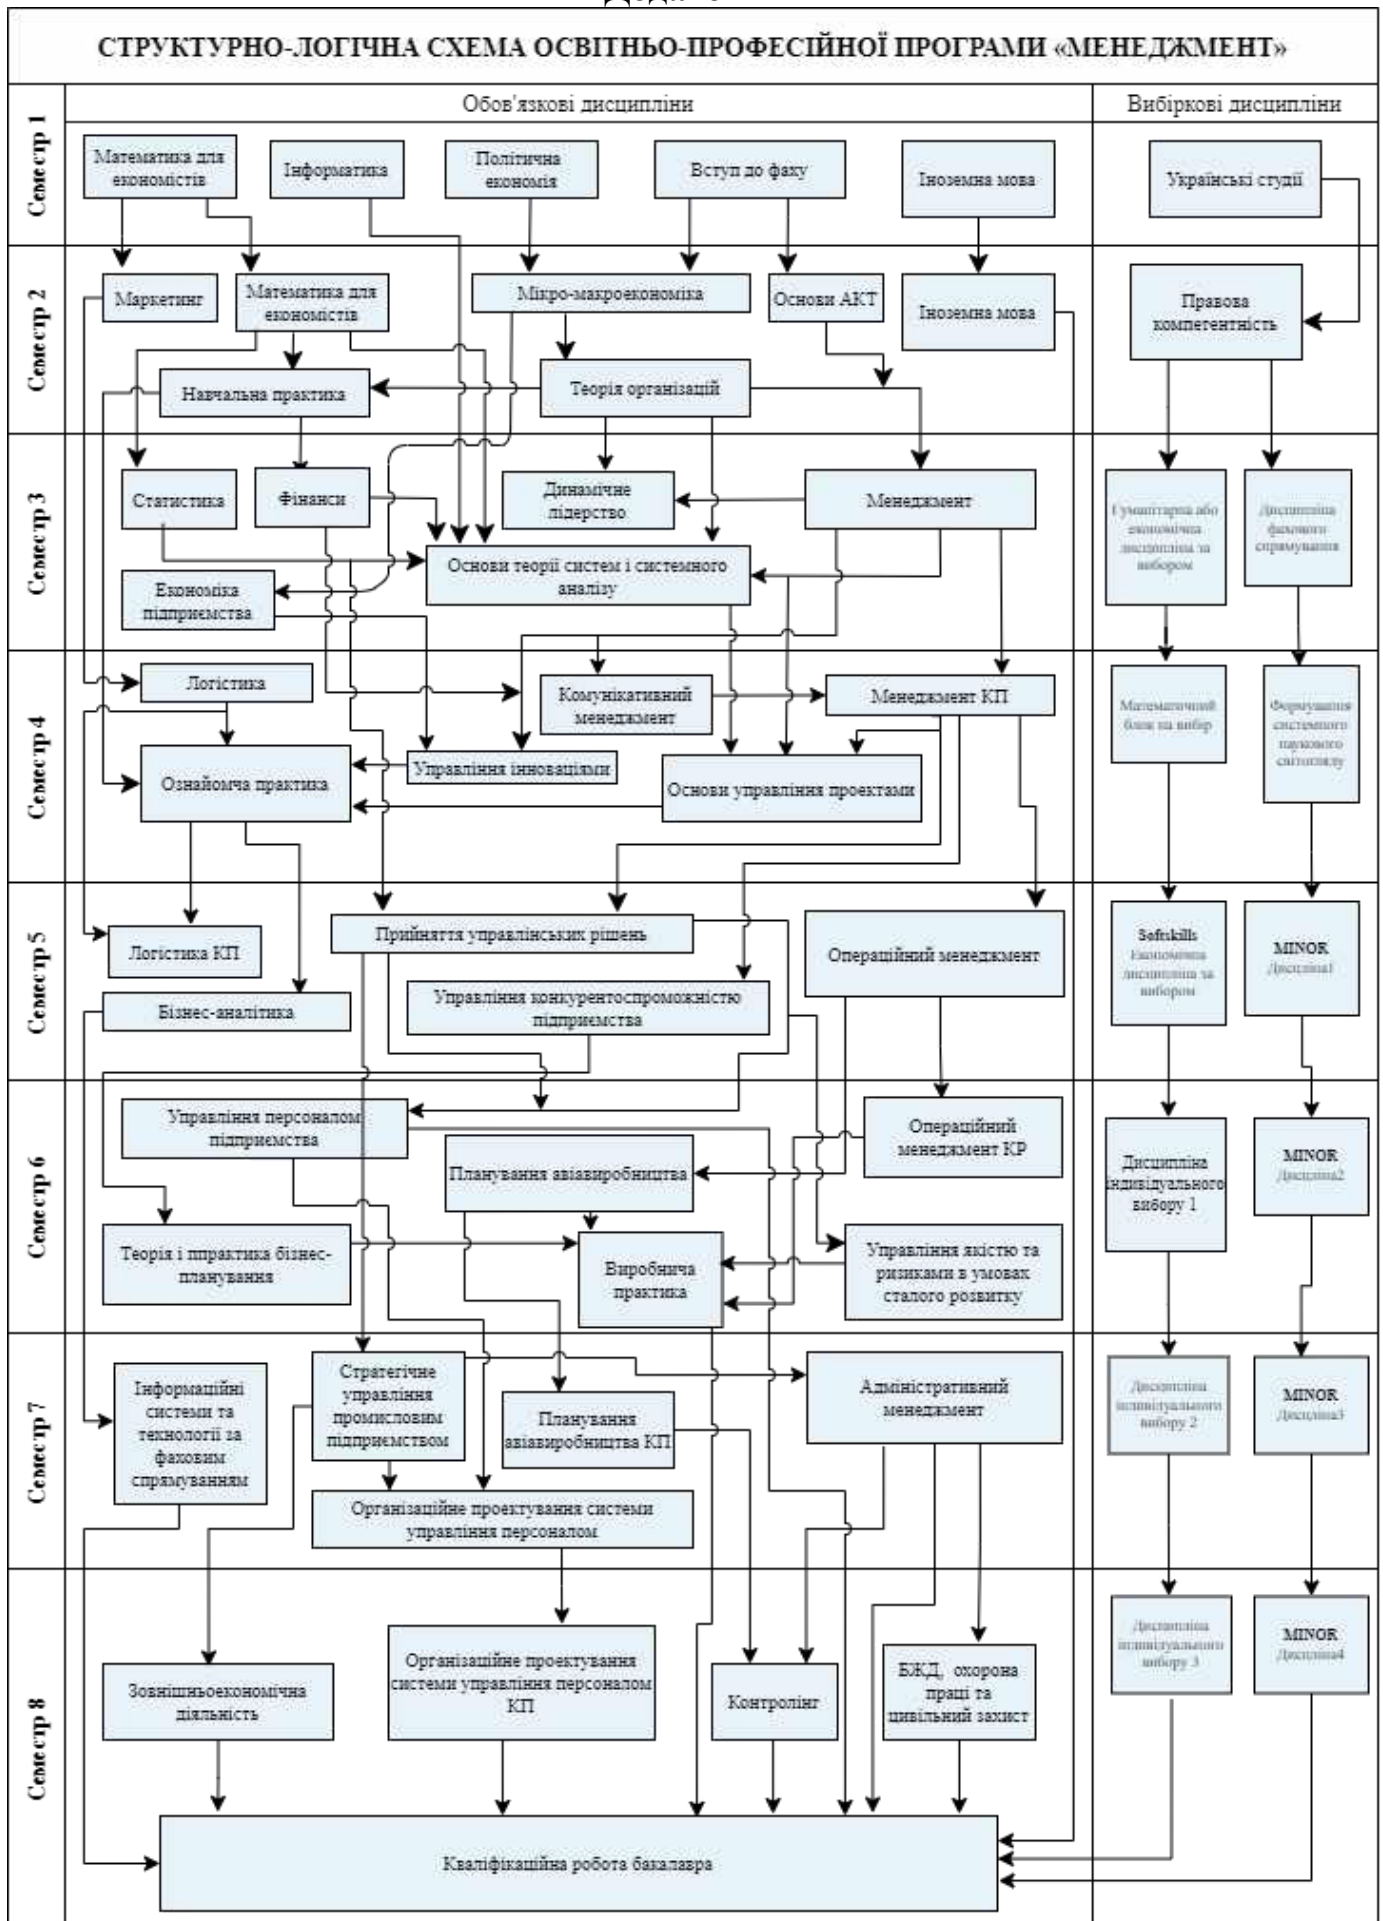 СТРУКТУРНО-ЛОГІЧНА СХЕМА ОСВІТНЬО-ПРОФЕСІЙНОЇ ПРОГРАМИ «МЕНЕДЖМЕНТ»
Обов'язкові дисципліни
Вибіркові дисципліни
Семестр 1
Математика для
економістів
Інформатика
Політична
економія
Вступ до фаху
Іноземна мова
Українські студії
Семестр 2
Маркетинг
Математика для
економістів
Мікро-макроекономіка
Основи АКТ
Іноземна мова
Правова
компетентність
Навчальна практика
Теорія організацій
Семестр 3
Статистика
Фінанси
Динамічне
лідерство
Менеджмент
Гуманітарна або
економічна
дисципліна за
вибором
Дисципліна
фахового
спрямування
Основи теорії систем і системного
аналізу
Економіка
підприємства
Семестр 4
Логістика
Комунікативний
менеджмент
Менеджмент КП
Математичний
блок на вибір
Формування
системного
наукового
світогляду
Ознайомча практика
Управління інноваціями
Основи управління проектами
Семестр 5
Логістика КП
Прийняття управлінських рішень
Операційний менеджмент
Softskills
Економічна
дисципліна за
вибором
MINOR
Бізнес-аналітика
Управління конкурентоспроможністю
підприємства
Семестр 6
Управління персоналом
підприємства
Планування авіавиробництва
Операційний
менеджмент КР
Дисципліна
індивідуального
вибору 1
MINOR
Теорія і ппрактика бізнес-
планування
Виробнича
практика
Управління якістю та
ризиками в умовах
сталого розвитку
Семестр 7
Інформаційні
системи та
технології за
фаховим
спрямуванням
Стратегічне
управління
промисловим
підприємством
Планування
авіавиробництва КП
Адміністративний
менеджмент
Дисципліна
індивідуального
вибору 2
MINOR
Організаційне проектування системи
управління персоналом
Семестр 8
Зовнішньоекономічна
діяльність
Організаційне проектування
системи управління персоналом
КП
Контролінг
БЖД, охорона
праці та
цивільний захист
Дисципліна
індивідуального
вибору 3
MINOR
Кваліфікаційна робота бакалавра